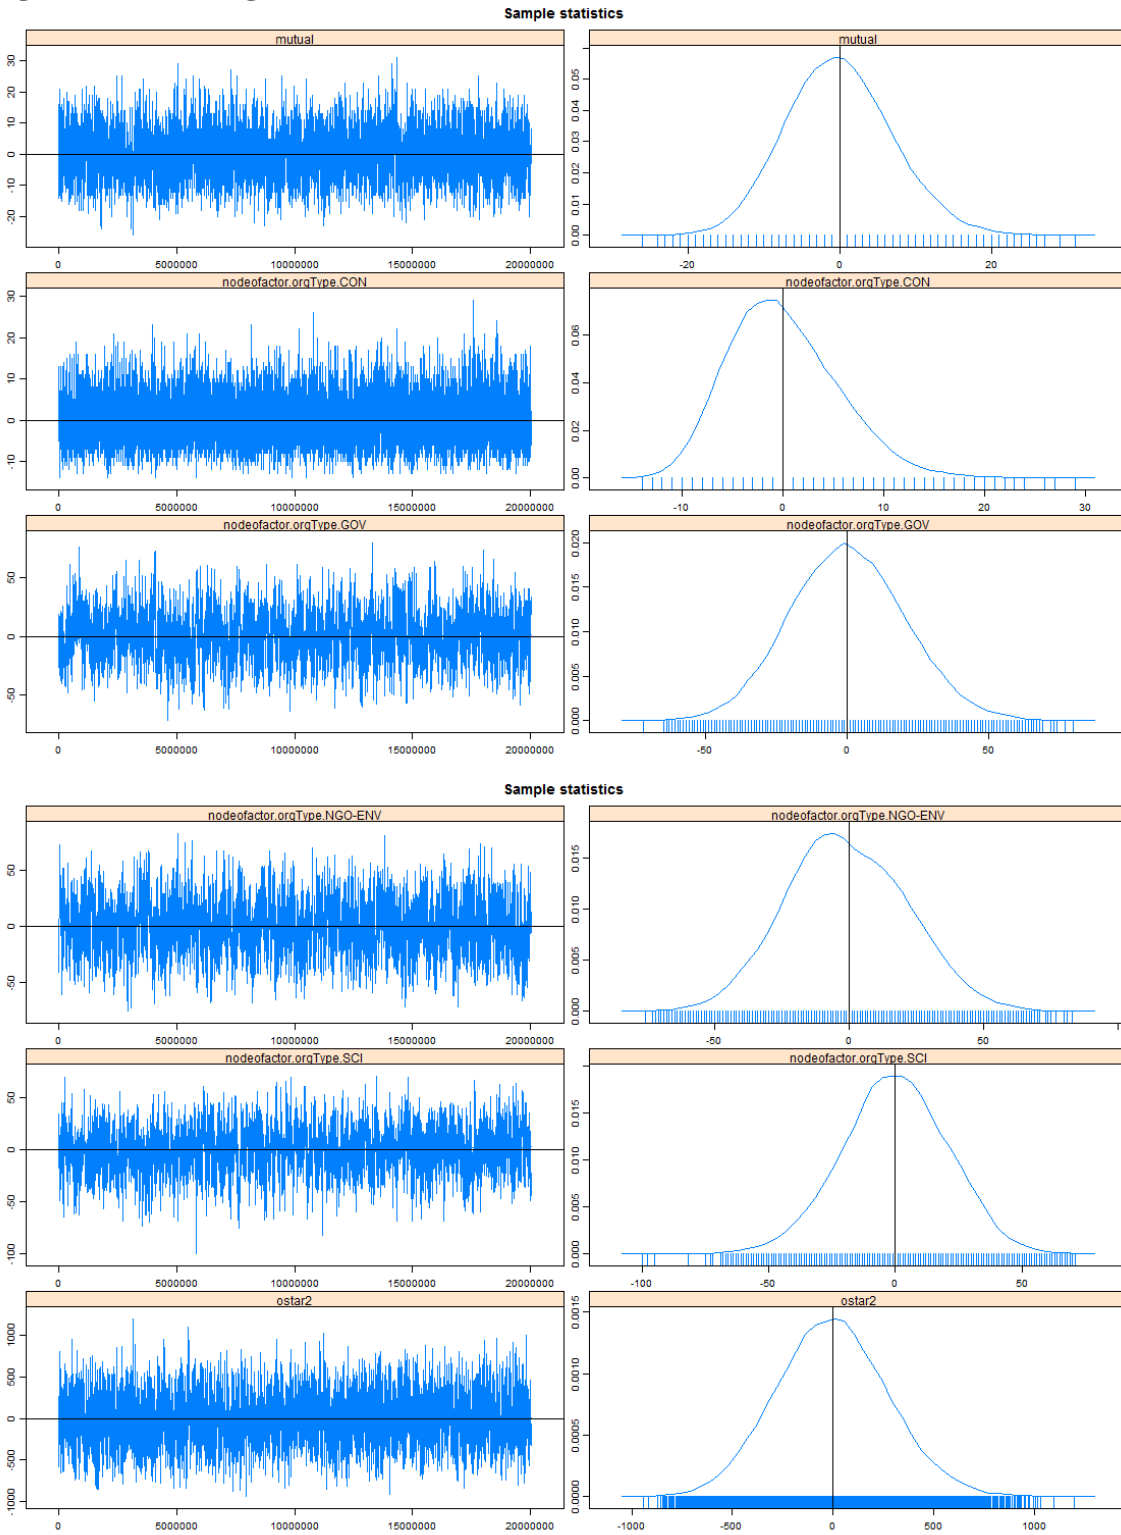 Sample statistics
mutual
mutual
-20 -10 0 10 20 30
0 5000000 10000000 15000000 20000000
0.00 0.01 0.02 0.03 0.04 0.05
-20 0 20
nodeofactor.orgType.CON
nodeofactor.orgType.CON
-10 0 10 20 30
0 5000000 10000000 15000000 20000000
0.00 0.02 0.04 0.06
-10 0 10 20 30
nodeofactor.orgType.GOV
nodeofactor.orgType.GOV
-50 0 50
0 5000000 10000000 15000000 20000000
0.000 0.005 0.010 0.015 0.020
-50 0 50
Sample statistics
nodeofactor.orgType.NGO-ENV
nodeofactor.orgType.NGO-ENV
-50 0 50
0 5000000 10000000 15000000 20000000
0.000 0.005 0.010 0.015
-50 0 50
nodeofactor.orgType.SCI
nodeofactor.orgType.SCI
-100 -50 0 50
0 5000000 10000000 15000000 20000000
0.000 0.005 0.010 0.015
-100 -50 0 50
ostar2
ostar2
-1000 -500 0 500 1000
0 5000000 10000000 15000000 20000000
0.0000 0.0005 0.0010 0.0015
-1000 -500 0 500 1000